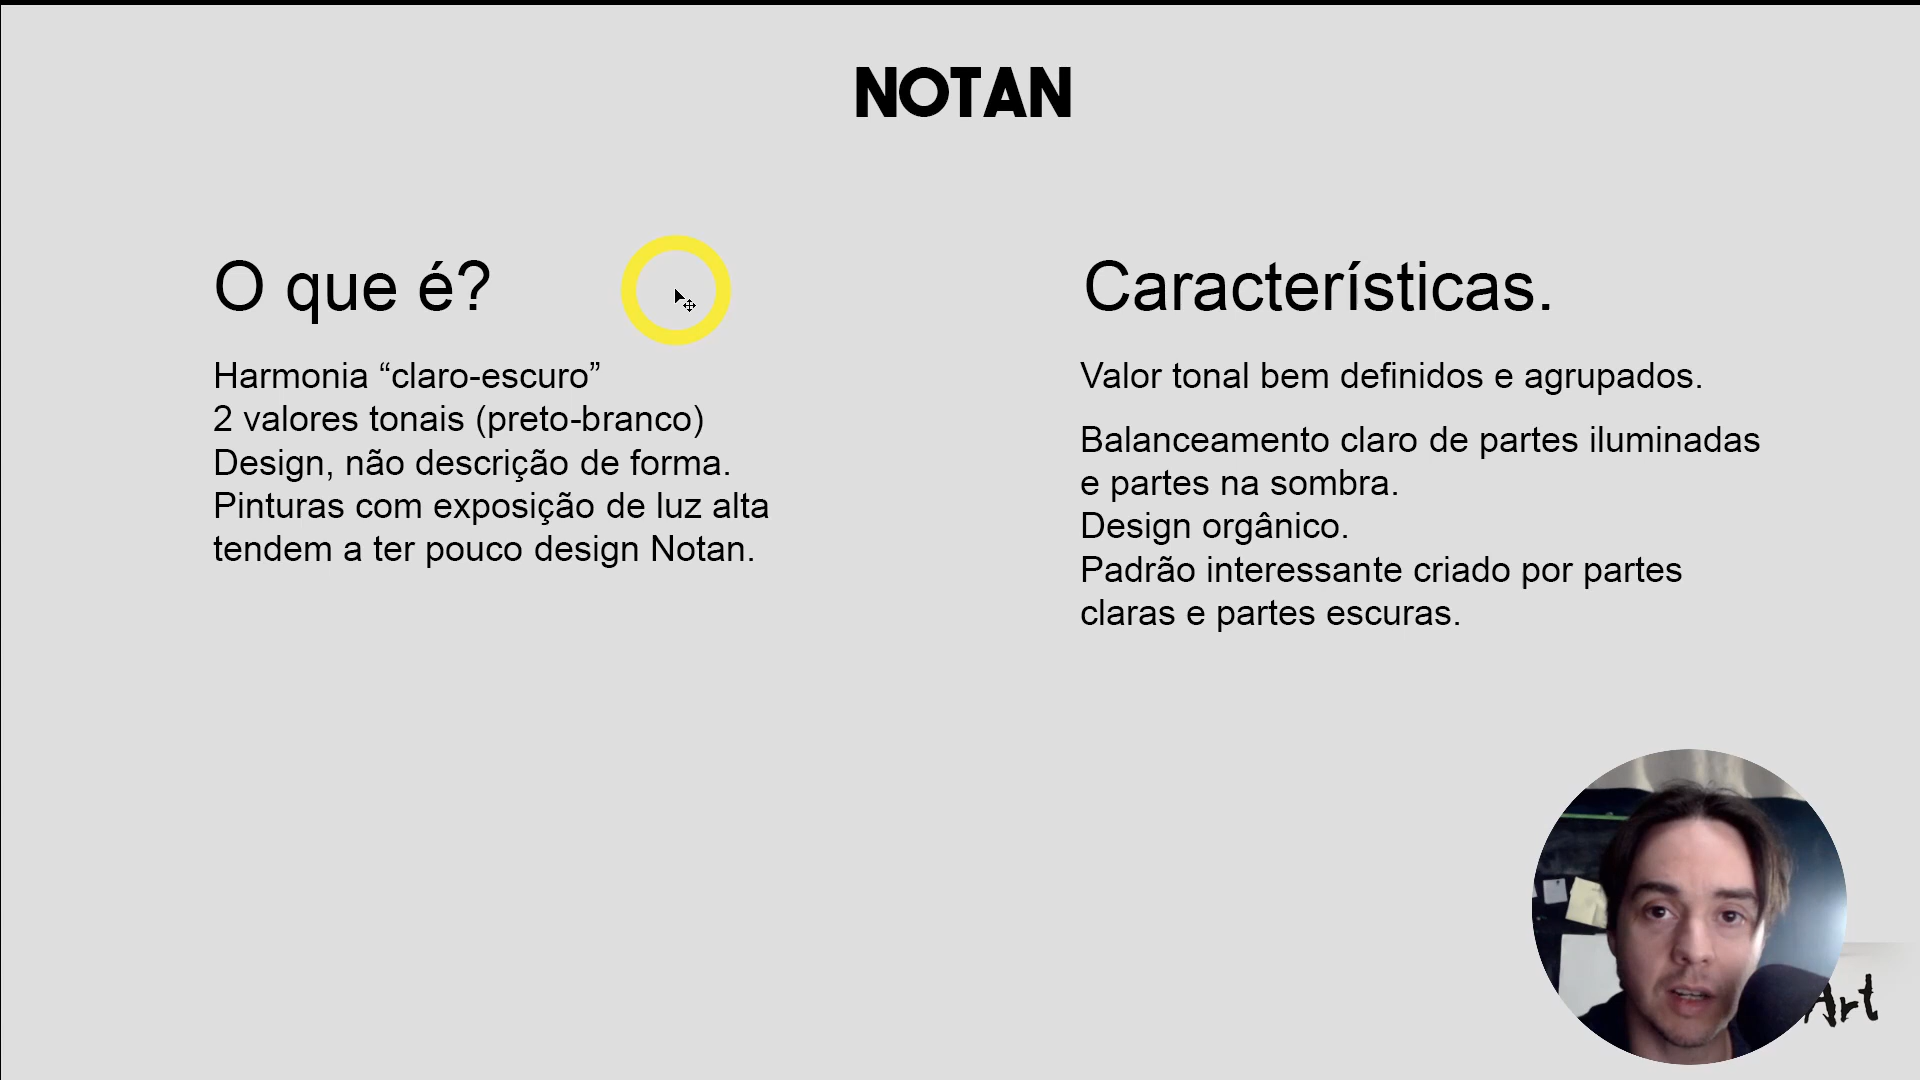 NOTAN
O que é?
Harmonia “claro-escuro”
2 valores tonais (preto-branco)
Design, não descrição de forma.
Pinturas com exposição de luz alta
tendem a ter pouco design Notan.
Características.
Valor tonal bem definidos e agrupados.
Balanceamento claro de partes iluminadas
e partes na sombra.
Design orgânico.
Padrão interessante criado por partes
claras e partes escuras.
Art